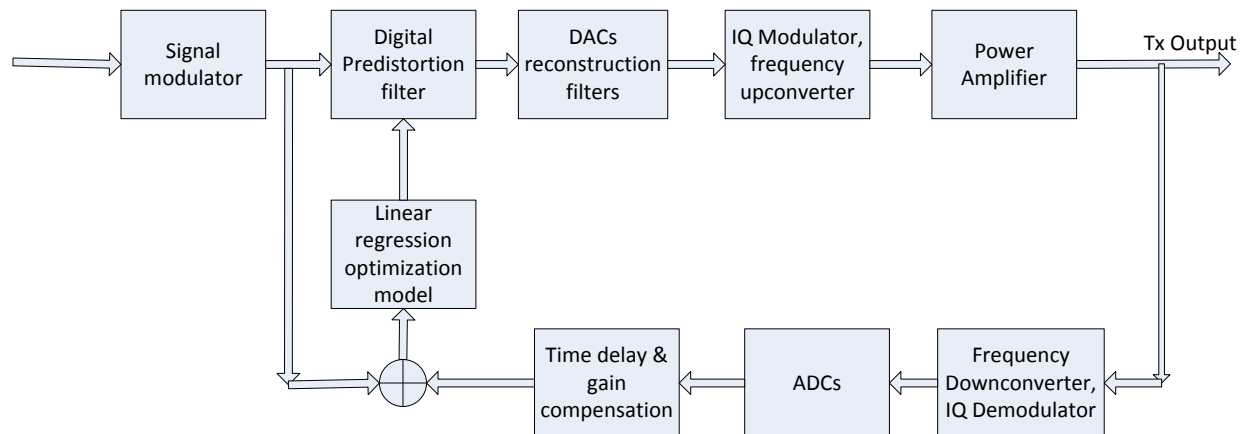 Signal
modulator
Digital
Predistortion
filter
DACs
reconstruction
filters
IQ Modulator,
frequency
upconverter
Power
Amplifier
Tx Output
Linear
regression
optimization
model
Time delay &
gain
compensation
ADCs
Frequency
Downconverter,
IQ Demodulator